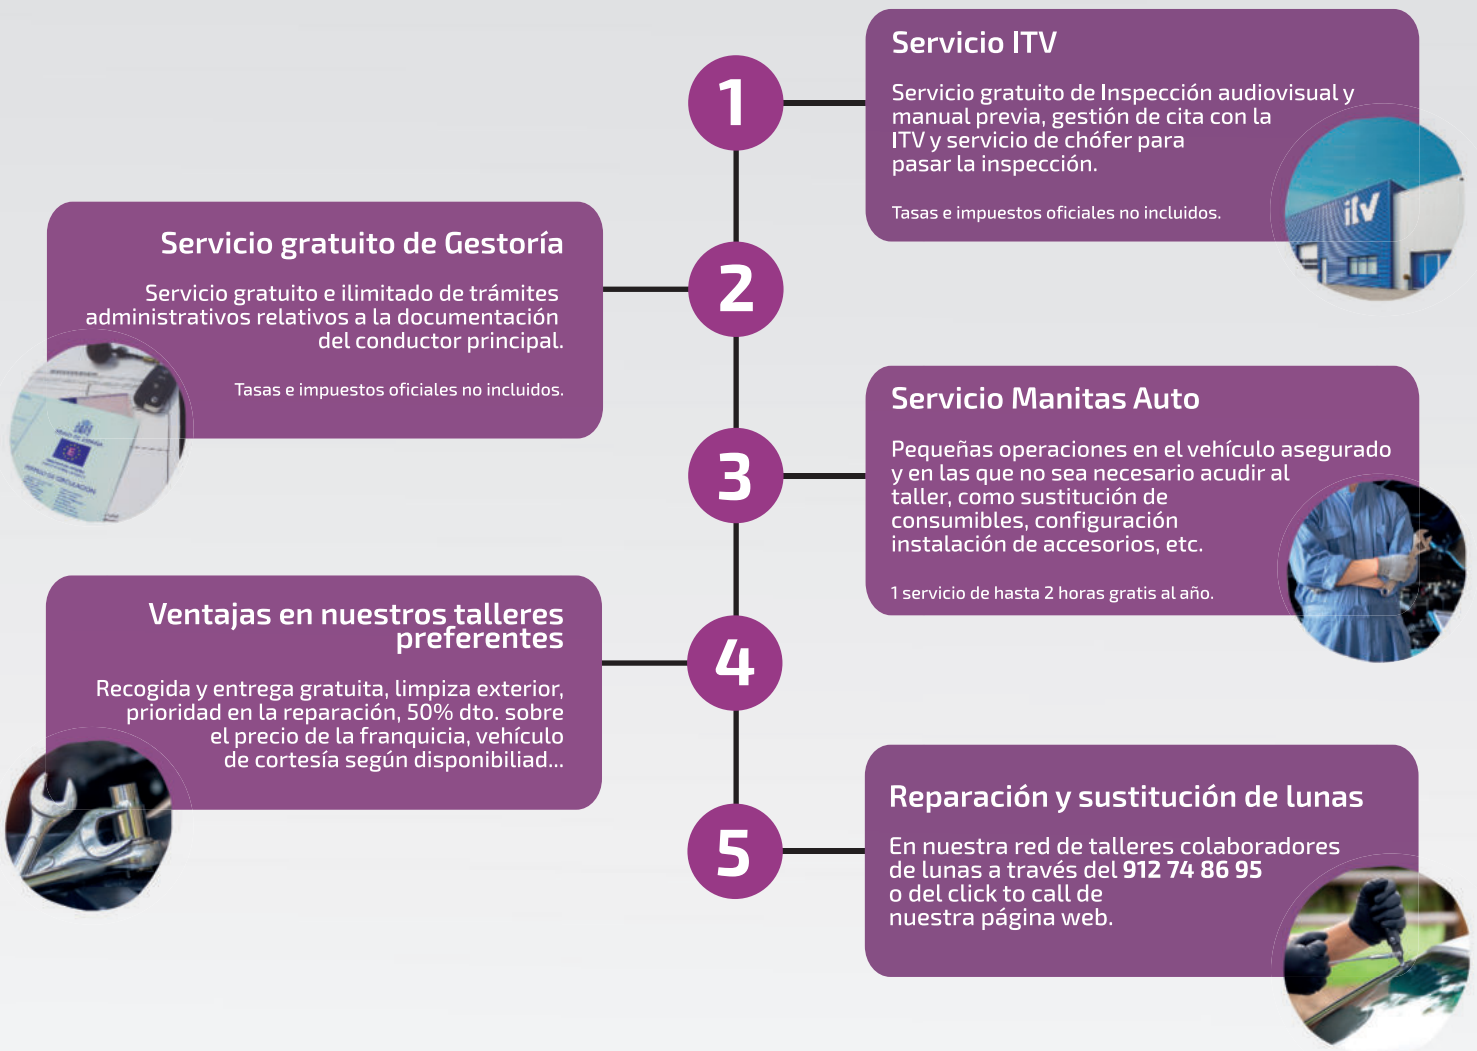 1
Servicio ITV
Servicio gratuito de Inspección audiovisual y
manual previa, gestión de cita con la
ITV y servicio de chófer para
pasar la inspección.
Tasas e impuestos oficiales no incluidos.
itv
2
Servicio gratuito de Gestoría
Servicio gratuito e ilimitado de trámites
administrativos relativos a la documentación
del conductor principal.
Tasas e impuestos oficiales no incluidos.
3
Servicio Manitas Auto
Pequeñas operaciones en el vehículo asegurado
y en las que no sea necesario acudir al
taller, como sustitución de
consumibles, configuración
instalación de accesorios, etc.
1 servicio de hasta 2 horas gratis al año.
4
Ventajas en nuestros talleres
preferentes
Recogida y entrega gratuita, limpiza exterior,
prioridad en la reparación, 50% dto. sobre
el precio de la franquicia, vehículo
de cortesía según disponibiliad...
5
Reparación y sustitución de lunas
En nuestra red de talleres colaboradores
de lunas a través del 912 74 86 95
o del click to call de
nuestra página web.